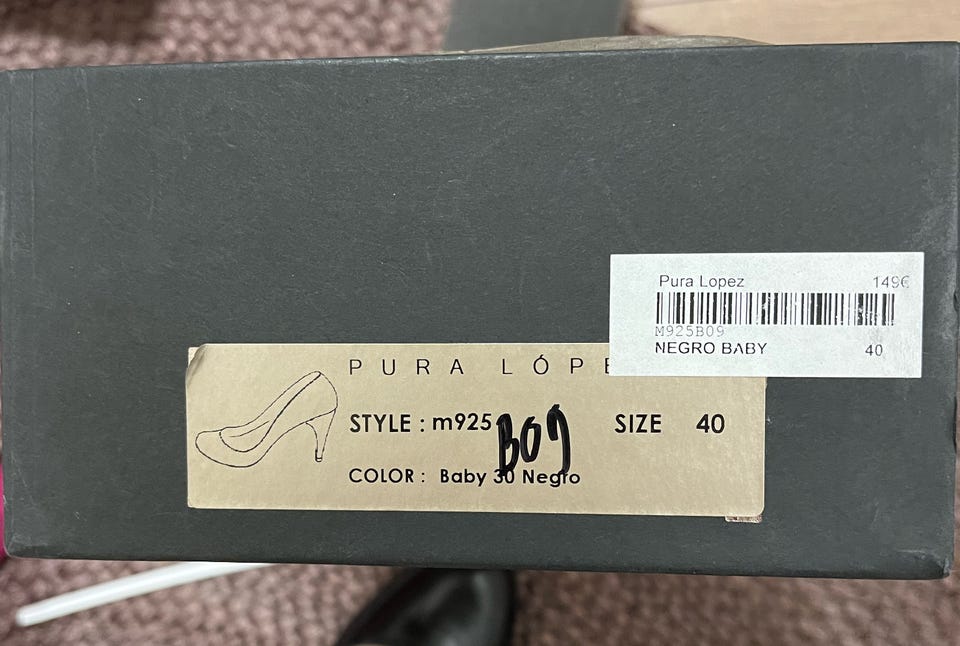 Pura Lopez 149€
M925B09
NEGRO BABY 40
PURA LÓPE
STYLE : m925 B09 SIZE 40
COLOR : Baby 30 Negro